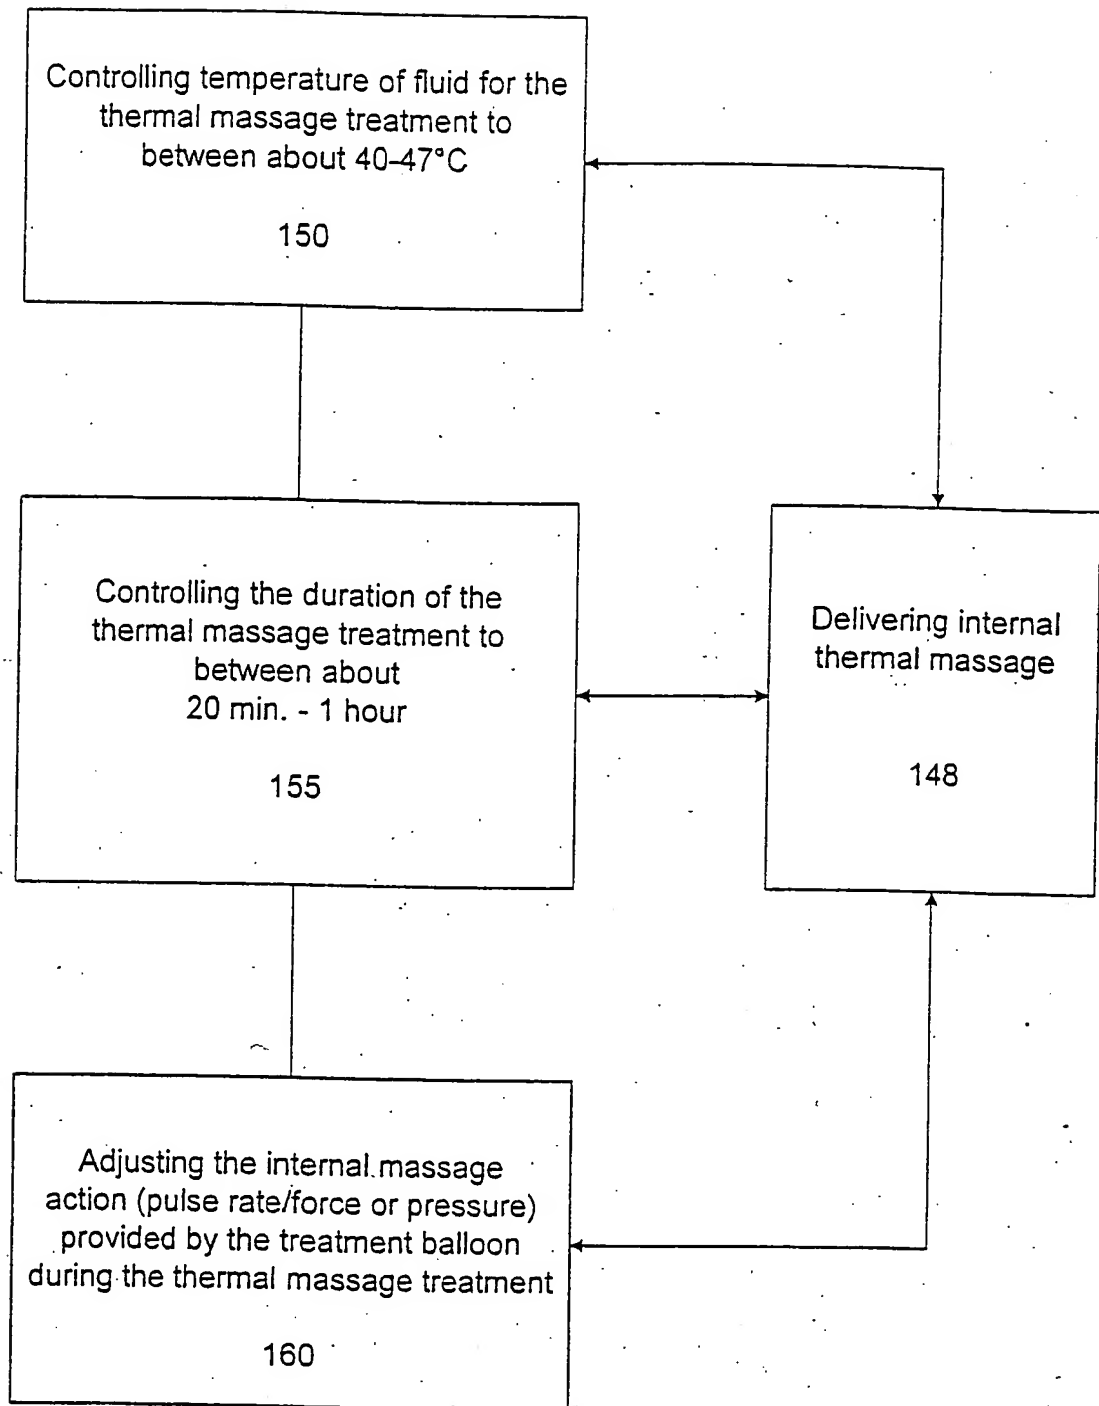 Controlling temperature of fluid for the
thermal massage treatment to
between about 40-47°C
150
Controlling the duration of the
thermal massage treatment to
between about
20 min. - 1 hour
155
Delivering internal
thermal massage
148
Adjusting the internal massage
action (pulse rate/force or pressure)
provided by the treatment balloon
during the thermal massage treatment
160